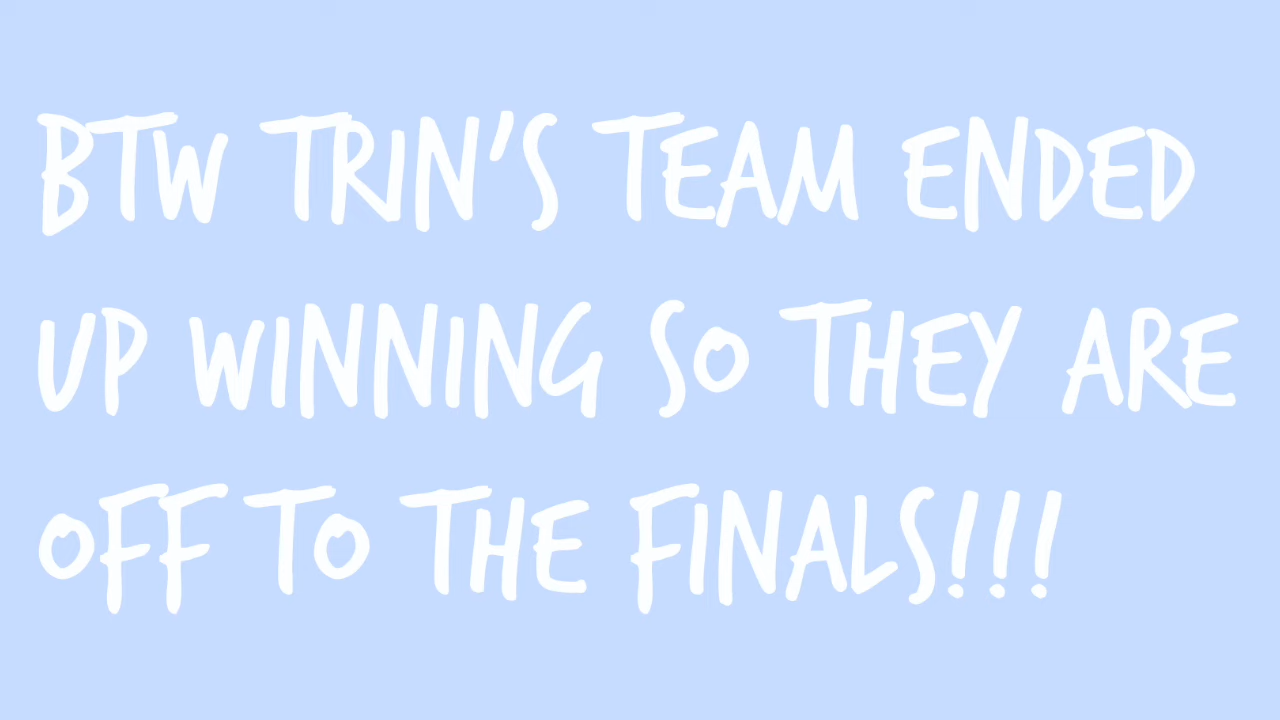 BTW TRIN'S TEAM ENDED
UP WINNING SO THEY ARE
OFF TO THE FINALS!!!